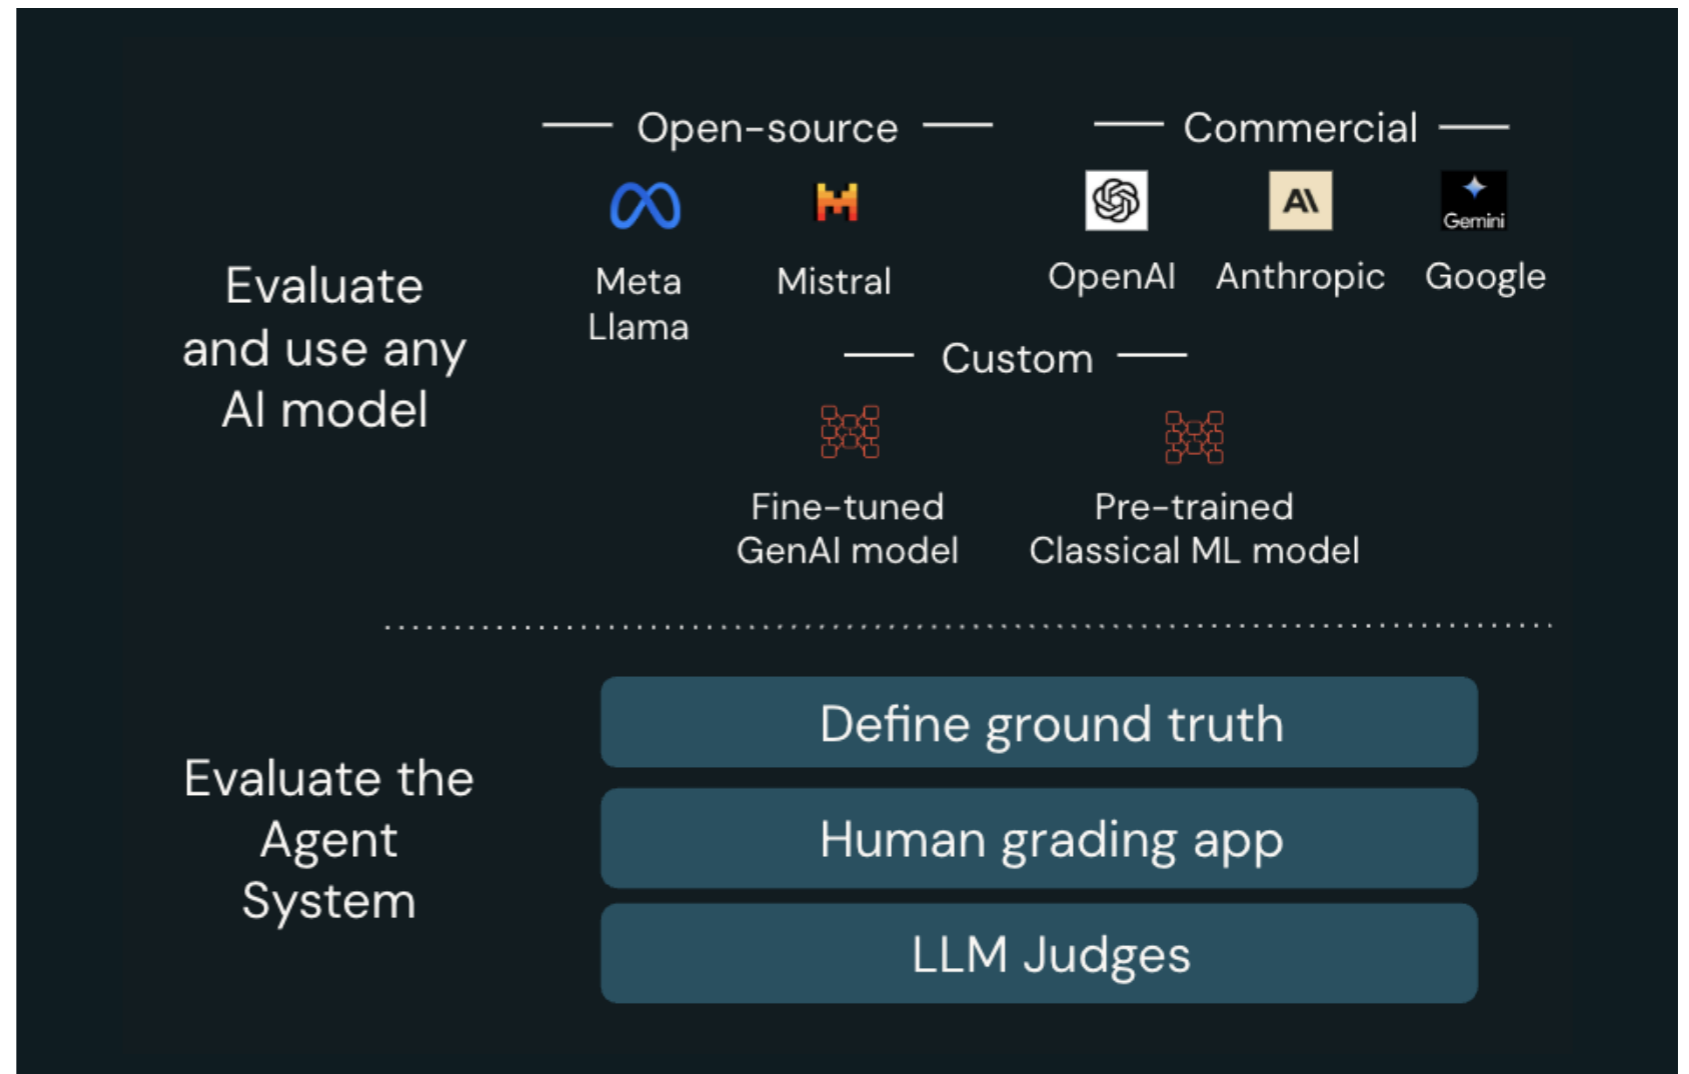 Evaluate
and use any
AI model
Open-source
Meta
Llama
Mistral
Commercial
OpenAI
AI
Anthropic
Gemini
Google
Custom
Fine-tuned
GenAI model
Pre-trained
Classical ML model
Evaluate the
Agent
System
Define ground truth
Human grading app
LLM Judges